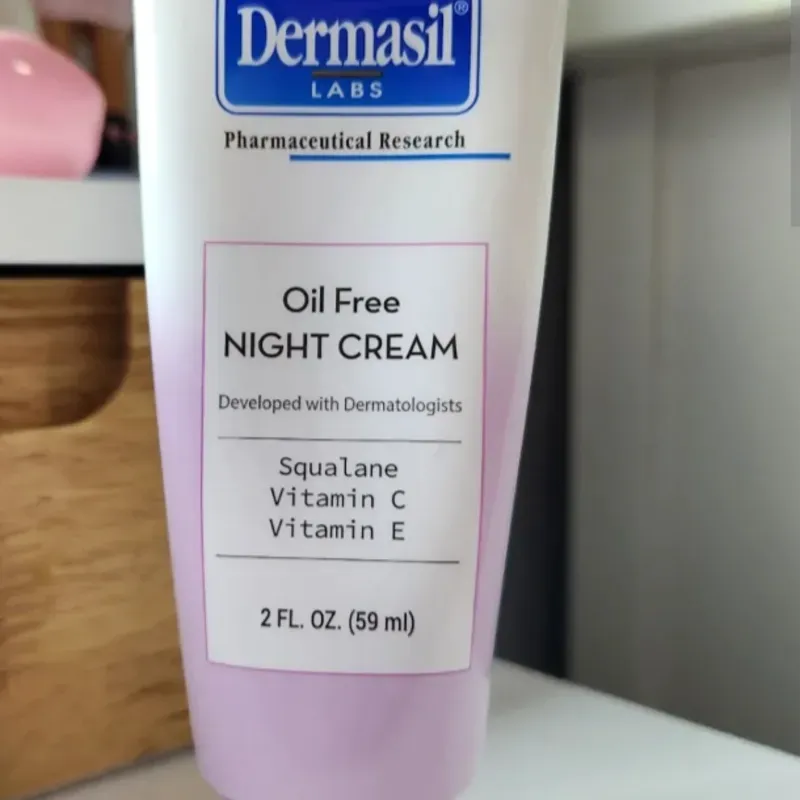 Dermasil®
LABS
Pharmaceutical Research
Oil Free
NIGHT CREAM
Developed with Dermatologists
Squalane
Vitamin C
Vitamin E
2 FL. OZ. (59 ml)